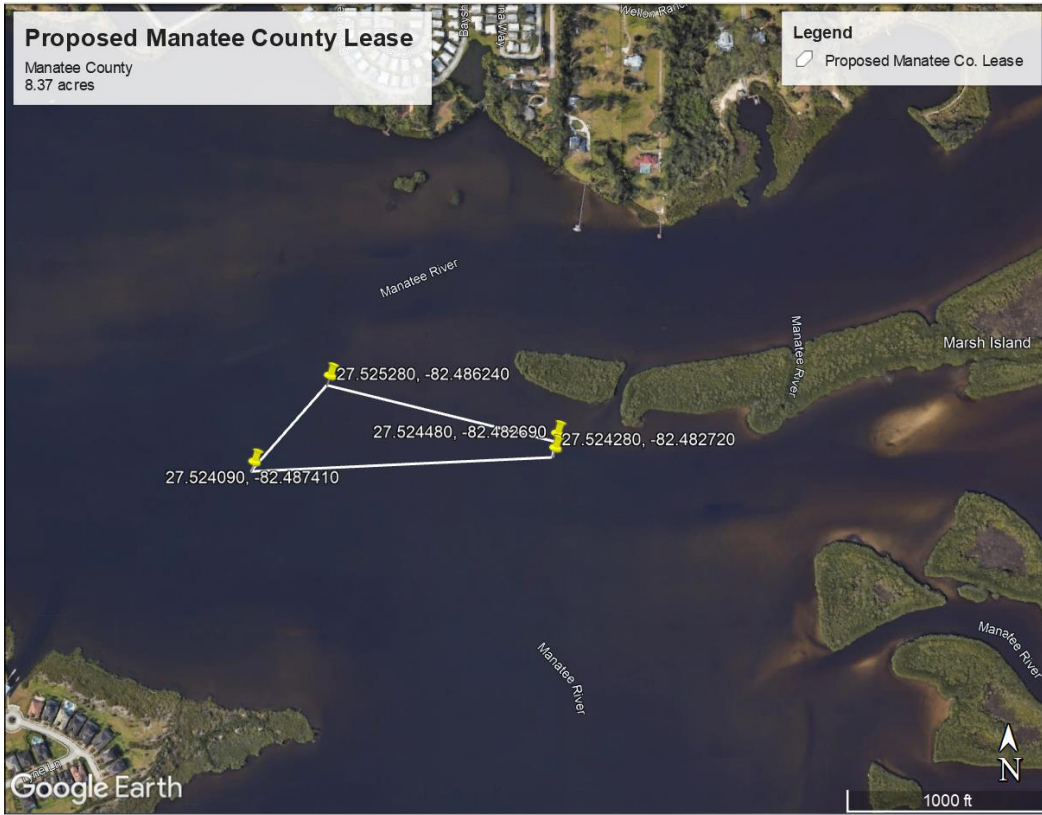 Proposed Manatee County Lease
Manatee County
8.37 acres
Legend
Proposed Manatee Co. Lease
Manatee River
Manatee River
Marsh Island
27.525280, -82.486240
27.524480, -82.482690
27.524280, -82.482720
27.524090, -82.487410
Manatee River
Manatee River
Google Earth
N
1000 ft